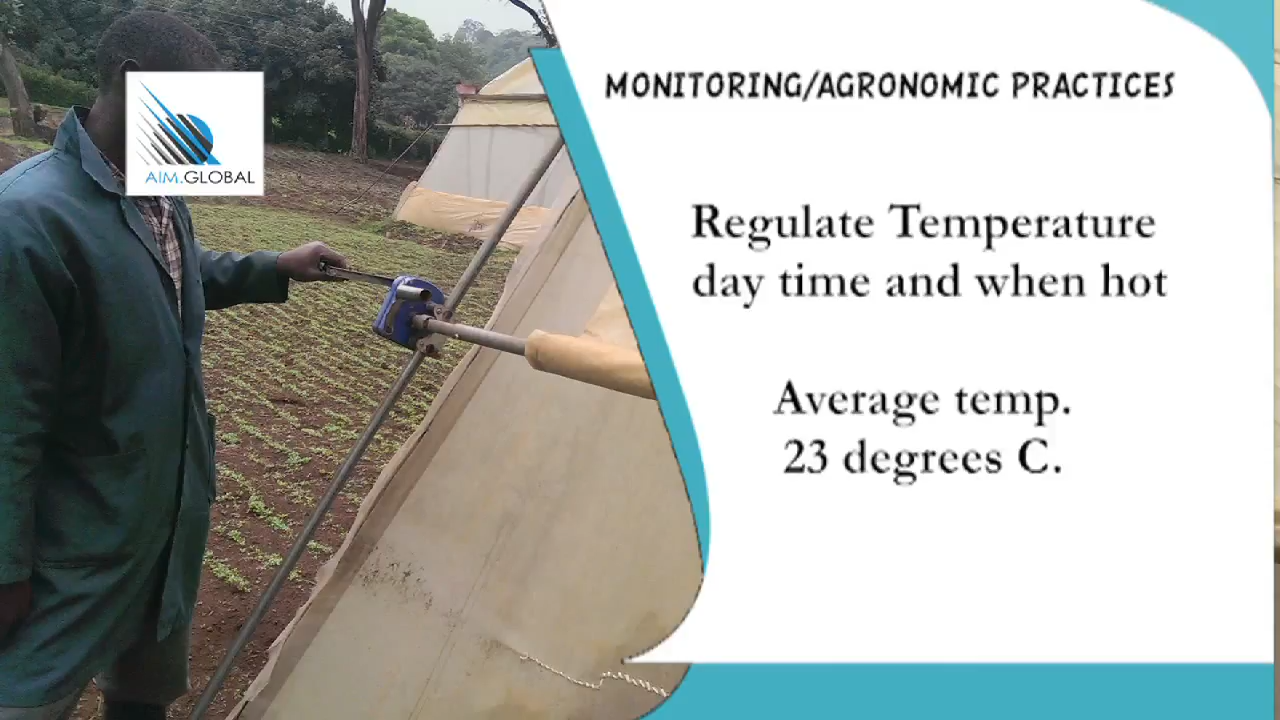 AIM.GLOBAL
MONITORING/AGRONOMIC PRACTICES
Regulate Temperature
day time and when hot
Average temp.
23 degrees C.